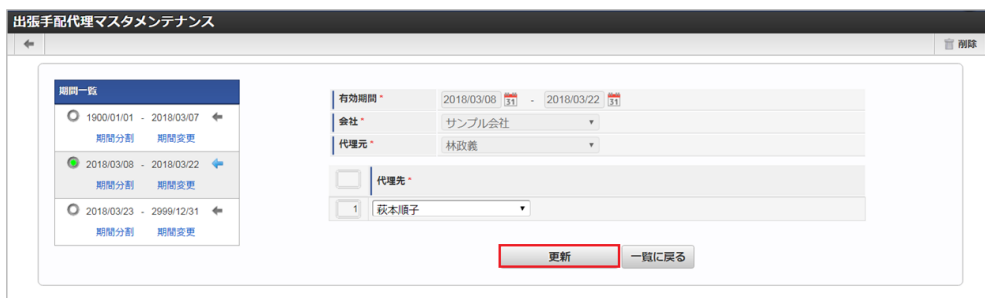 出張手配代理マスタメンテナンス
削除
期間一覧
1900/01/01 - 2018/03/07
期間分割 期間変更
2018/03/08 - 2018/03/22
期間分割 期間変更
2018/03/23 - 2999/12/31
期間分割 期間変更
有効期間 * 2018/03/08 31 - 2018/03/22 31
会社 * サンプル会社
代理元 * 林政義
代理先 *
1 萩本順子
更新 一覧に戻る